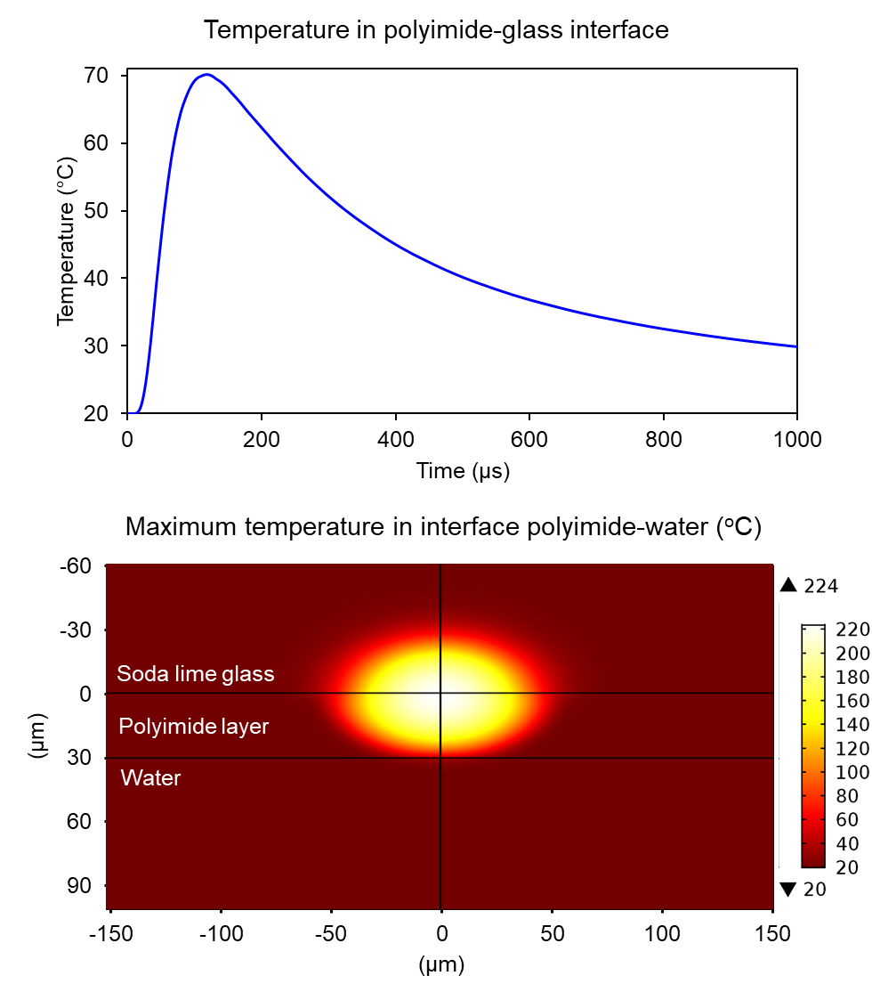 Temperature in polyimide-glass interface
70
60
50
40
30
20
Temperature (°C)
0 200 400 600 800 1000
Time (µs)
Maximum temperature in interface polyimide-water (ºC)
-60
-30
0
30
60
90
(µm)
Soda lime glass
Polyimide layer
Water
▲ 224
220
200
180
160
140
120
100
80
60
40
20
▼ 20
-150 -100 -50 0 50 100 150
(µm)